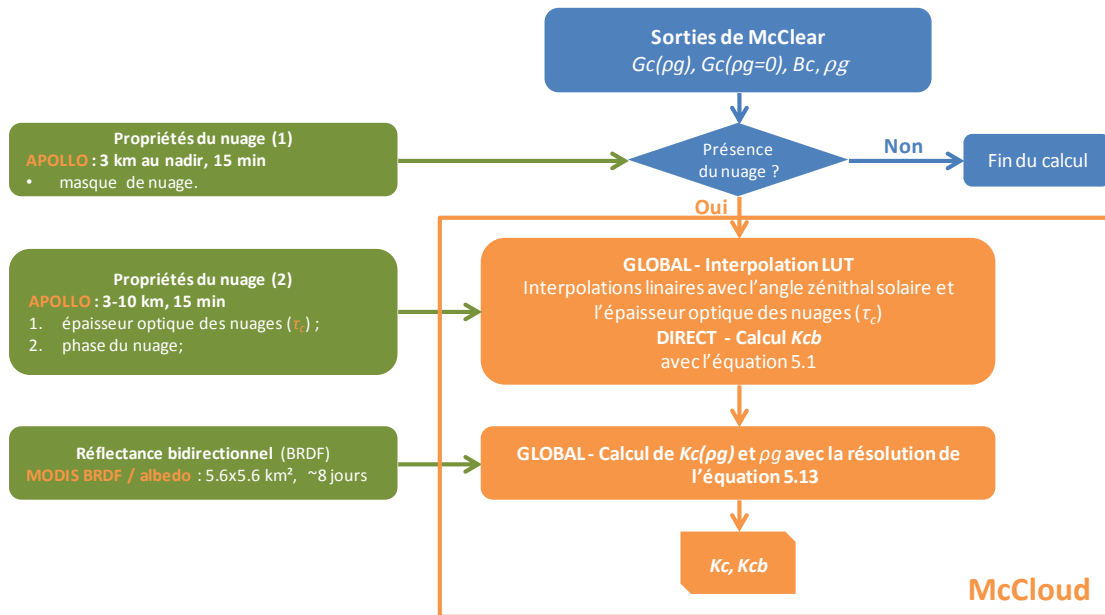 Sorties de McClear
Gc(ρg), Gc(ρg=0), Bc, ρg
Propriétés du nuage (1)
APOLLO : 3 km au nadir, 15 min
• masque de nuage.
Présence
du nuage ?
Non
Fin du calcul
Oui
Propriétés du nuage (2)
APOLLO : 3-10 km, 15 min
1. épaisseur optique des nuages (τc) ;
2. phase du nuage;
GLOBAL - Interpolation LUT
Interpolations linaires avec l'angle zénithal solaire et
l'épaisseur optique des nuages (τc)
DIRECT - Calcul Kcb
avec l'équation 5.1
Réflectance bidirectionnel (BRDF)
MODIS BRDF / albedo : 5.6x5.6 km², ~8 jours
GLOBAL - Calcul de Kc(ρg) et ρg avec la résolution de
l'équation 5.13
Kc, Kcb
McCloud